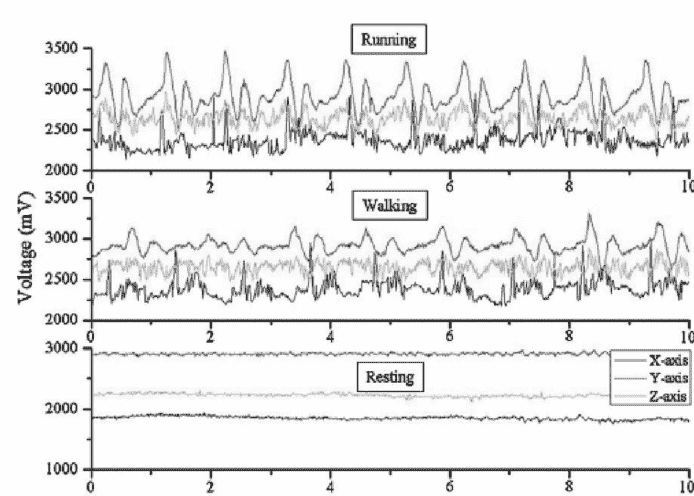 Running
3500
3000
2500
2000
0 2 4 6 8 10
Walking
3500
3000
2500
2000
0 2 4 6 8 10
Voltage (mV)
3000
2000
1000
Resting
X-axis
Y-axis
Z-axis
0 2 4 6 8 10